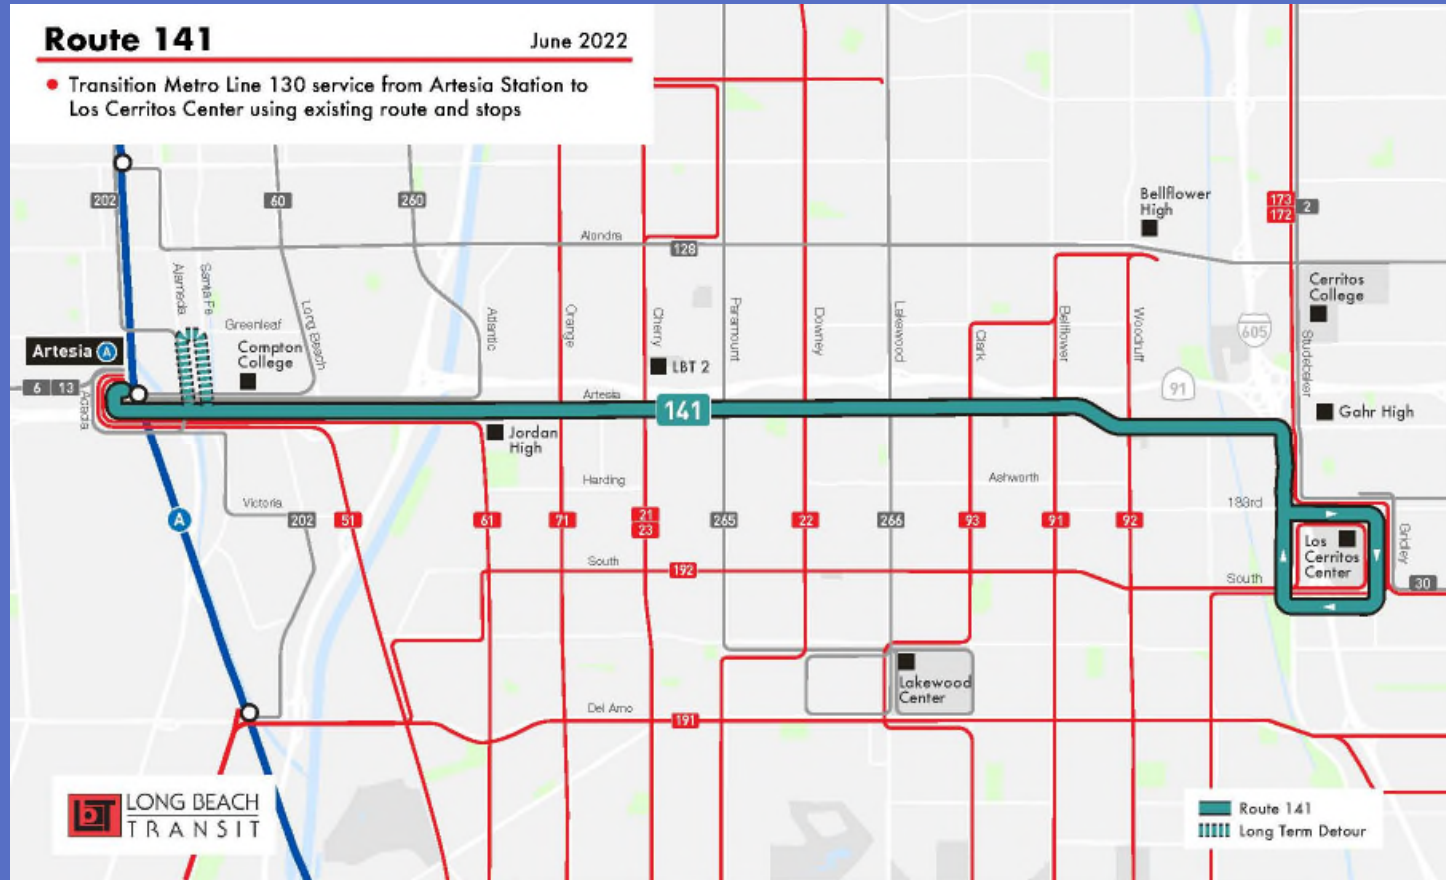 Route 141
June 2022
Transition Metro Line 130 service from Artesia Station to
Los Cerritos Center using existing route and stops
202
60
260
Bellflower
High
173
172
2
Alondra
128
Cerritos
College
Alameda
Santa Fe
Greenleaf
Long Beach
Atlantic
Orange
Cherry
Paramount
Downey
Lakewood
Clark
Bellflower
Woodruff
605
Studebaker
Artesia A
Compton
College
LBT 2
6
13
Acacia
Artesia
141
91
Gahr High
Jordan
High
Harding
Ashworth
183rd
Victoria
A
202
51
61
71
21
23
265
22
266
93
91
92
Los
Cerritos
Center
Gridley
South
192
South
30
Lakewood
Center
Del Amo
191
LONG BEACH
TRANSIT
Route 141
Long Term Detour